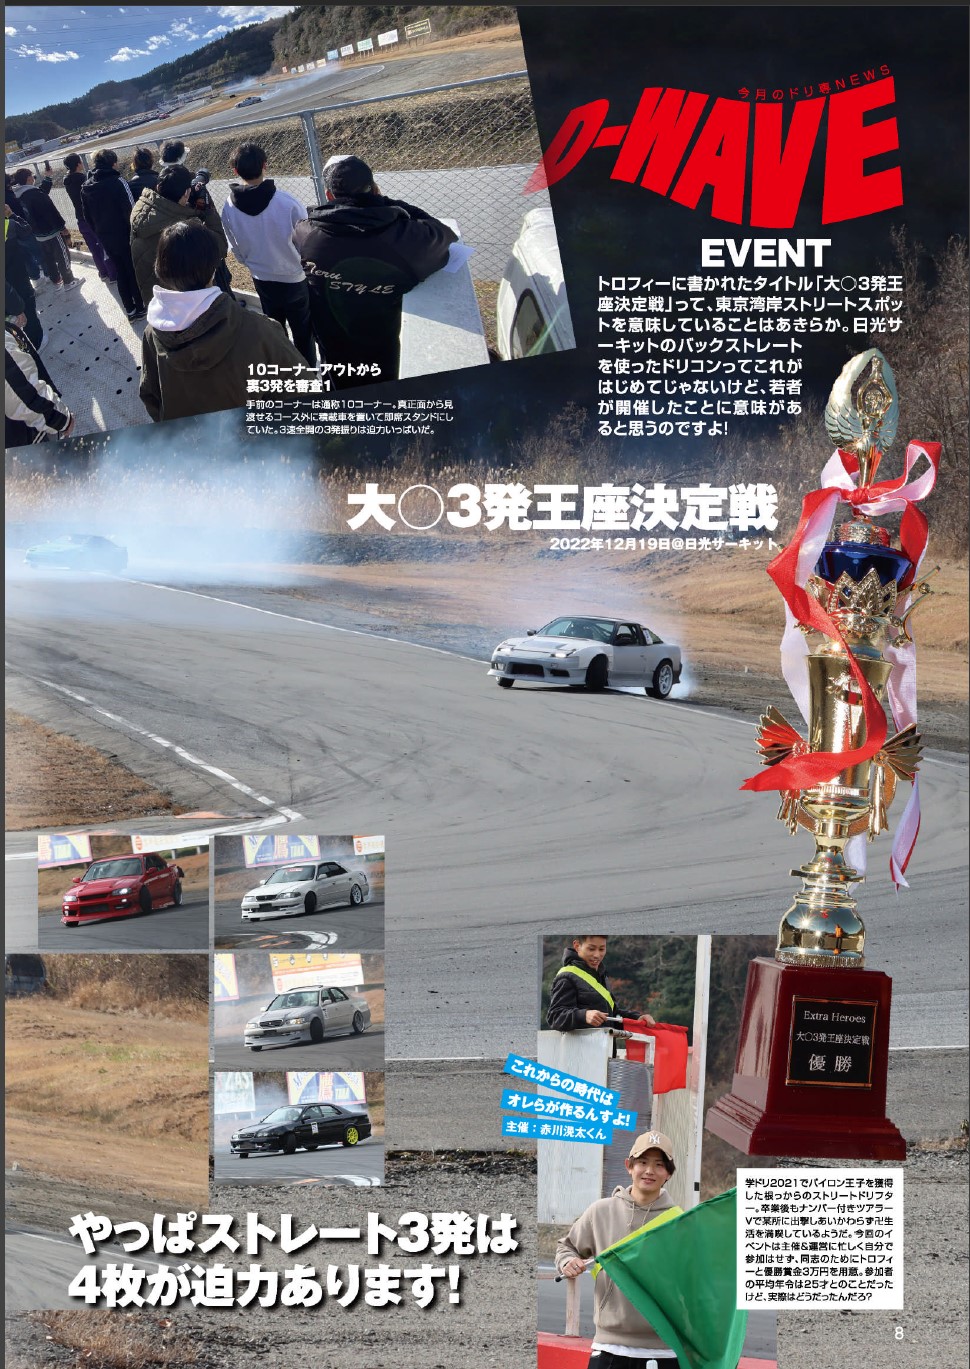 今月のドリ専NEWS
D-WAVE
EVENT
トロフィーに書かれたタイトル「大○3発王
座決定戦」って、東京湾岸ストリートスポッ
トを意味していることはあきらか。日光サ
ーキットのバックストレート
を使ったドリコンってこれが
はじめてじゃないけど、若者
が開催したことに意味があ
ると思うのですよ！
Jeru
STYLE
10コーナーアウトから
裏3発を審査1
手前のコーナーは通称10コーナー。真正面から見
渡せるコース外に積載車を置いて即席スタンドにし
ていた。3速全開の3発振りは迫力いっぱいだ。
大○3発王座決定戦
2022年12月19日@日光サーキット
Extra Heroes
大○3発王座決定戦
優勝
これからの時代は
オレらが作るんすよ！
主催：赤川滉太くん
学ドリ2021でパイロン王子を獲得
した根っからのストリートドリフタ
ー。卒業後もナンバー付きツアラー
Vで某所に出撃しあいかわらず卍生
活を満喫しているようだ。今回のイ
ベントは主催&運営に忙しく自分で
参加はせず、同志のためにトロフィ
ーと優勝賞金3万円を用意。参加者
の平均年令は25才とのことだった
けど、実際はどうだったんだろ？
やっぱストレート3発は
4枚が迫力あります！
8